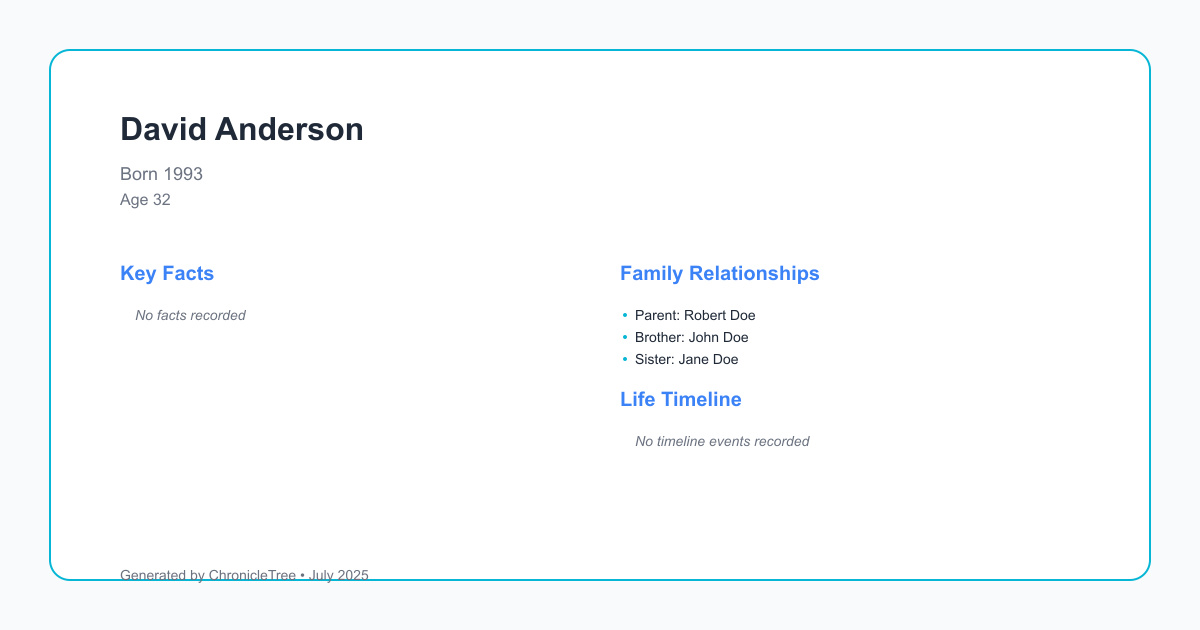 David Anderson
Born 1993
Age 32
Key Facts
No facts recorded
Family Relationships
• Parent: Robert Doe
• Brother: John Doe
• Sister: Jane Doe
Life Timeline
No timeline events recorded
Generated by ChronicleTree • July 2025